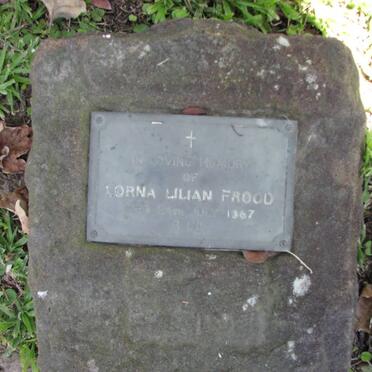 IN LOVING MEMORY
OF
LORNA LILIAN FROOD
JULY 1967